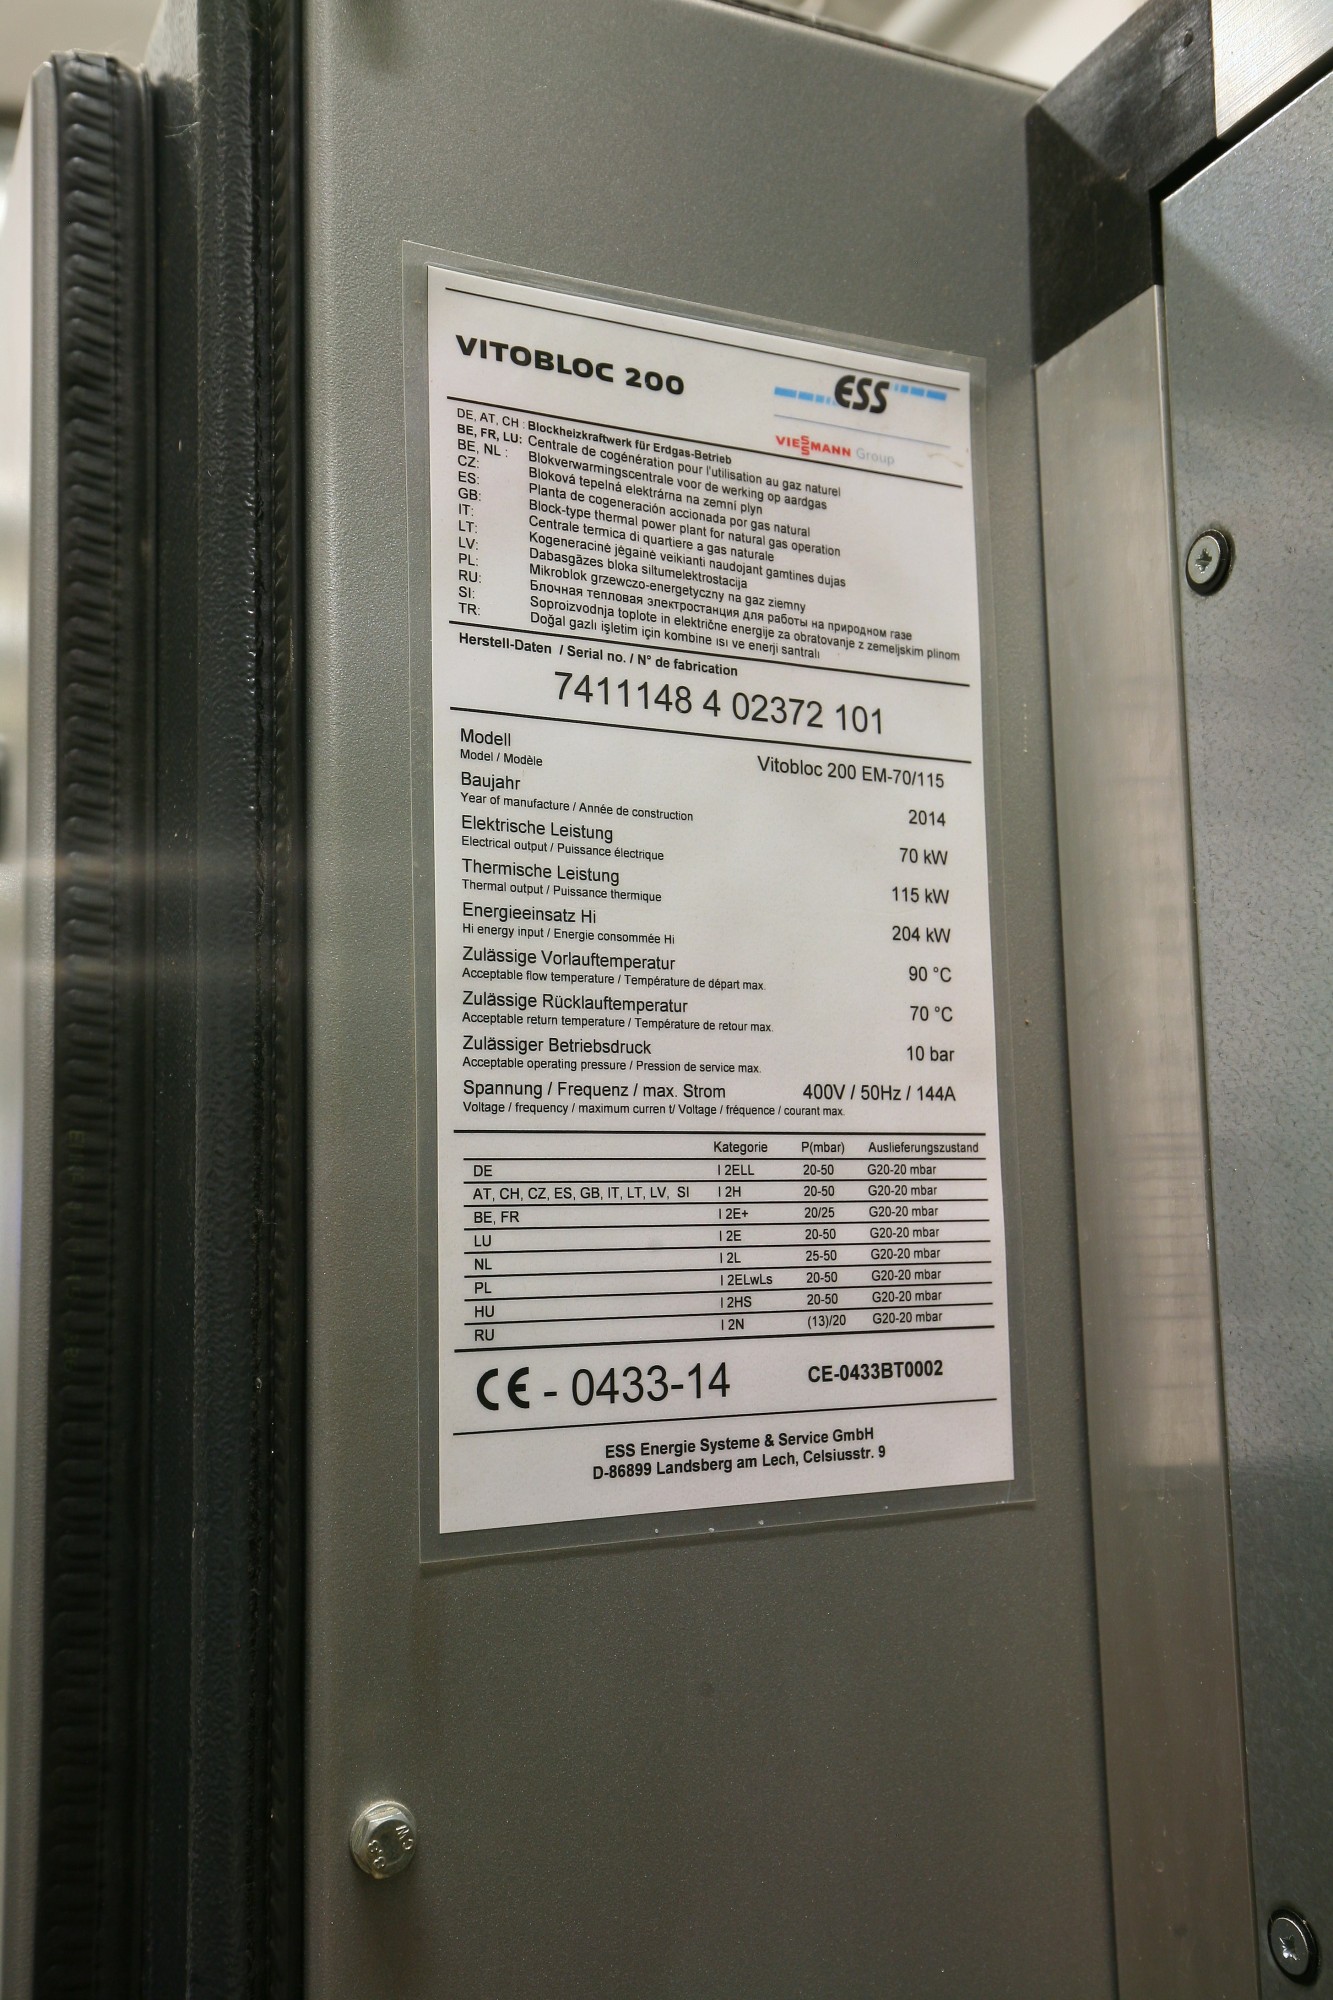 VITOBLOC 200
ESS
VIESSMANN Group
DE, AT, CH : Blockheizkraftwerk für Erdgas-Betrieb
BE, FR, LU: Centrale de cogénération pour l'utilisation au gaz naturel
BE, NL : Blokverwarmingscentrale voor de werking op aardgas
CZ: Bloková tepelná elektrárna na zemní plyn
ES: Planta de cogeneración accionada por gas natural
GB: Block-type thermal power plant for natural gas operation
IT: Centrale termica di quartiere a gas naturale
LT: Kogeneracinė jėgainė veikianti naudojant gamtines dujas
LV: Dabasgāzes bloka siltumelektrostacija
PL: Mikroblok grzewczo-energetyczny na gaz ziemny
RU: Блочная тепловая электростанция для работы на природном газе
SI: Soproizvodnja toplote in električne energije za obratovanje z zemeljskim plinom
TR: Doğal gazlı işletim için kombine ısı ve enerji santralı
Herstell-Daten / Serial no. / N° de fabrication
7411148 4 02372 101
Modell
Model / Modèle
Vitobloc 200 EM-70/115
Baujahr
Year of manufacture / Année de construction
2014
Elektrische Leistung
Electrical output / Puissance électrique
70 kW
Thermische Leistung
Thermal output / Puissance thermique
115 kW
Energieeinsatz Hi
Hi energy input / Energie consommée Hi
204 kW
Zulässige Vorlauftemperatur
Acceptable flow temperature / Température de départ max.
90 °C
Zulässige Rücklauftemperatur
Acceptable return temperature / Température de retour max.
70 °C
Zulässiger Betriebsdruck
Acceptable operating pressure / Pression de service max.
10 bar
Spannung / Frequenz / max. Strom 400V / 50Hz / 144A
Voltage / frequency / maximum curren t/ Voltage / fréquence / courant max.
Kategorie P(mbar) Auslieferungszustand
DE I 2ELL 20-50 G20-20 mbar
AT, CH, CZ, ES, GB, IT, LT, LV, SI I 2H 20-50 G20-20 mbar
BE, FR I 2E+ 20/25 G20-20 mbar
LU I 2E 20-50 G20-20 mbar
NL I 2L 25-50 G20-20 mbar
PL I 2ELwLs 20-50 G20-20 mbar
HU I 2HS 20-50 G20-20 mbar
RU I 2N (13)/20 G20-20 mbar
CE - 0433-14 CE-0433BT0002
ESS Energie Systeme & Service GmbH
D-86899 Landsberg am Lech, Celsiusstr. 9